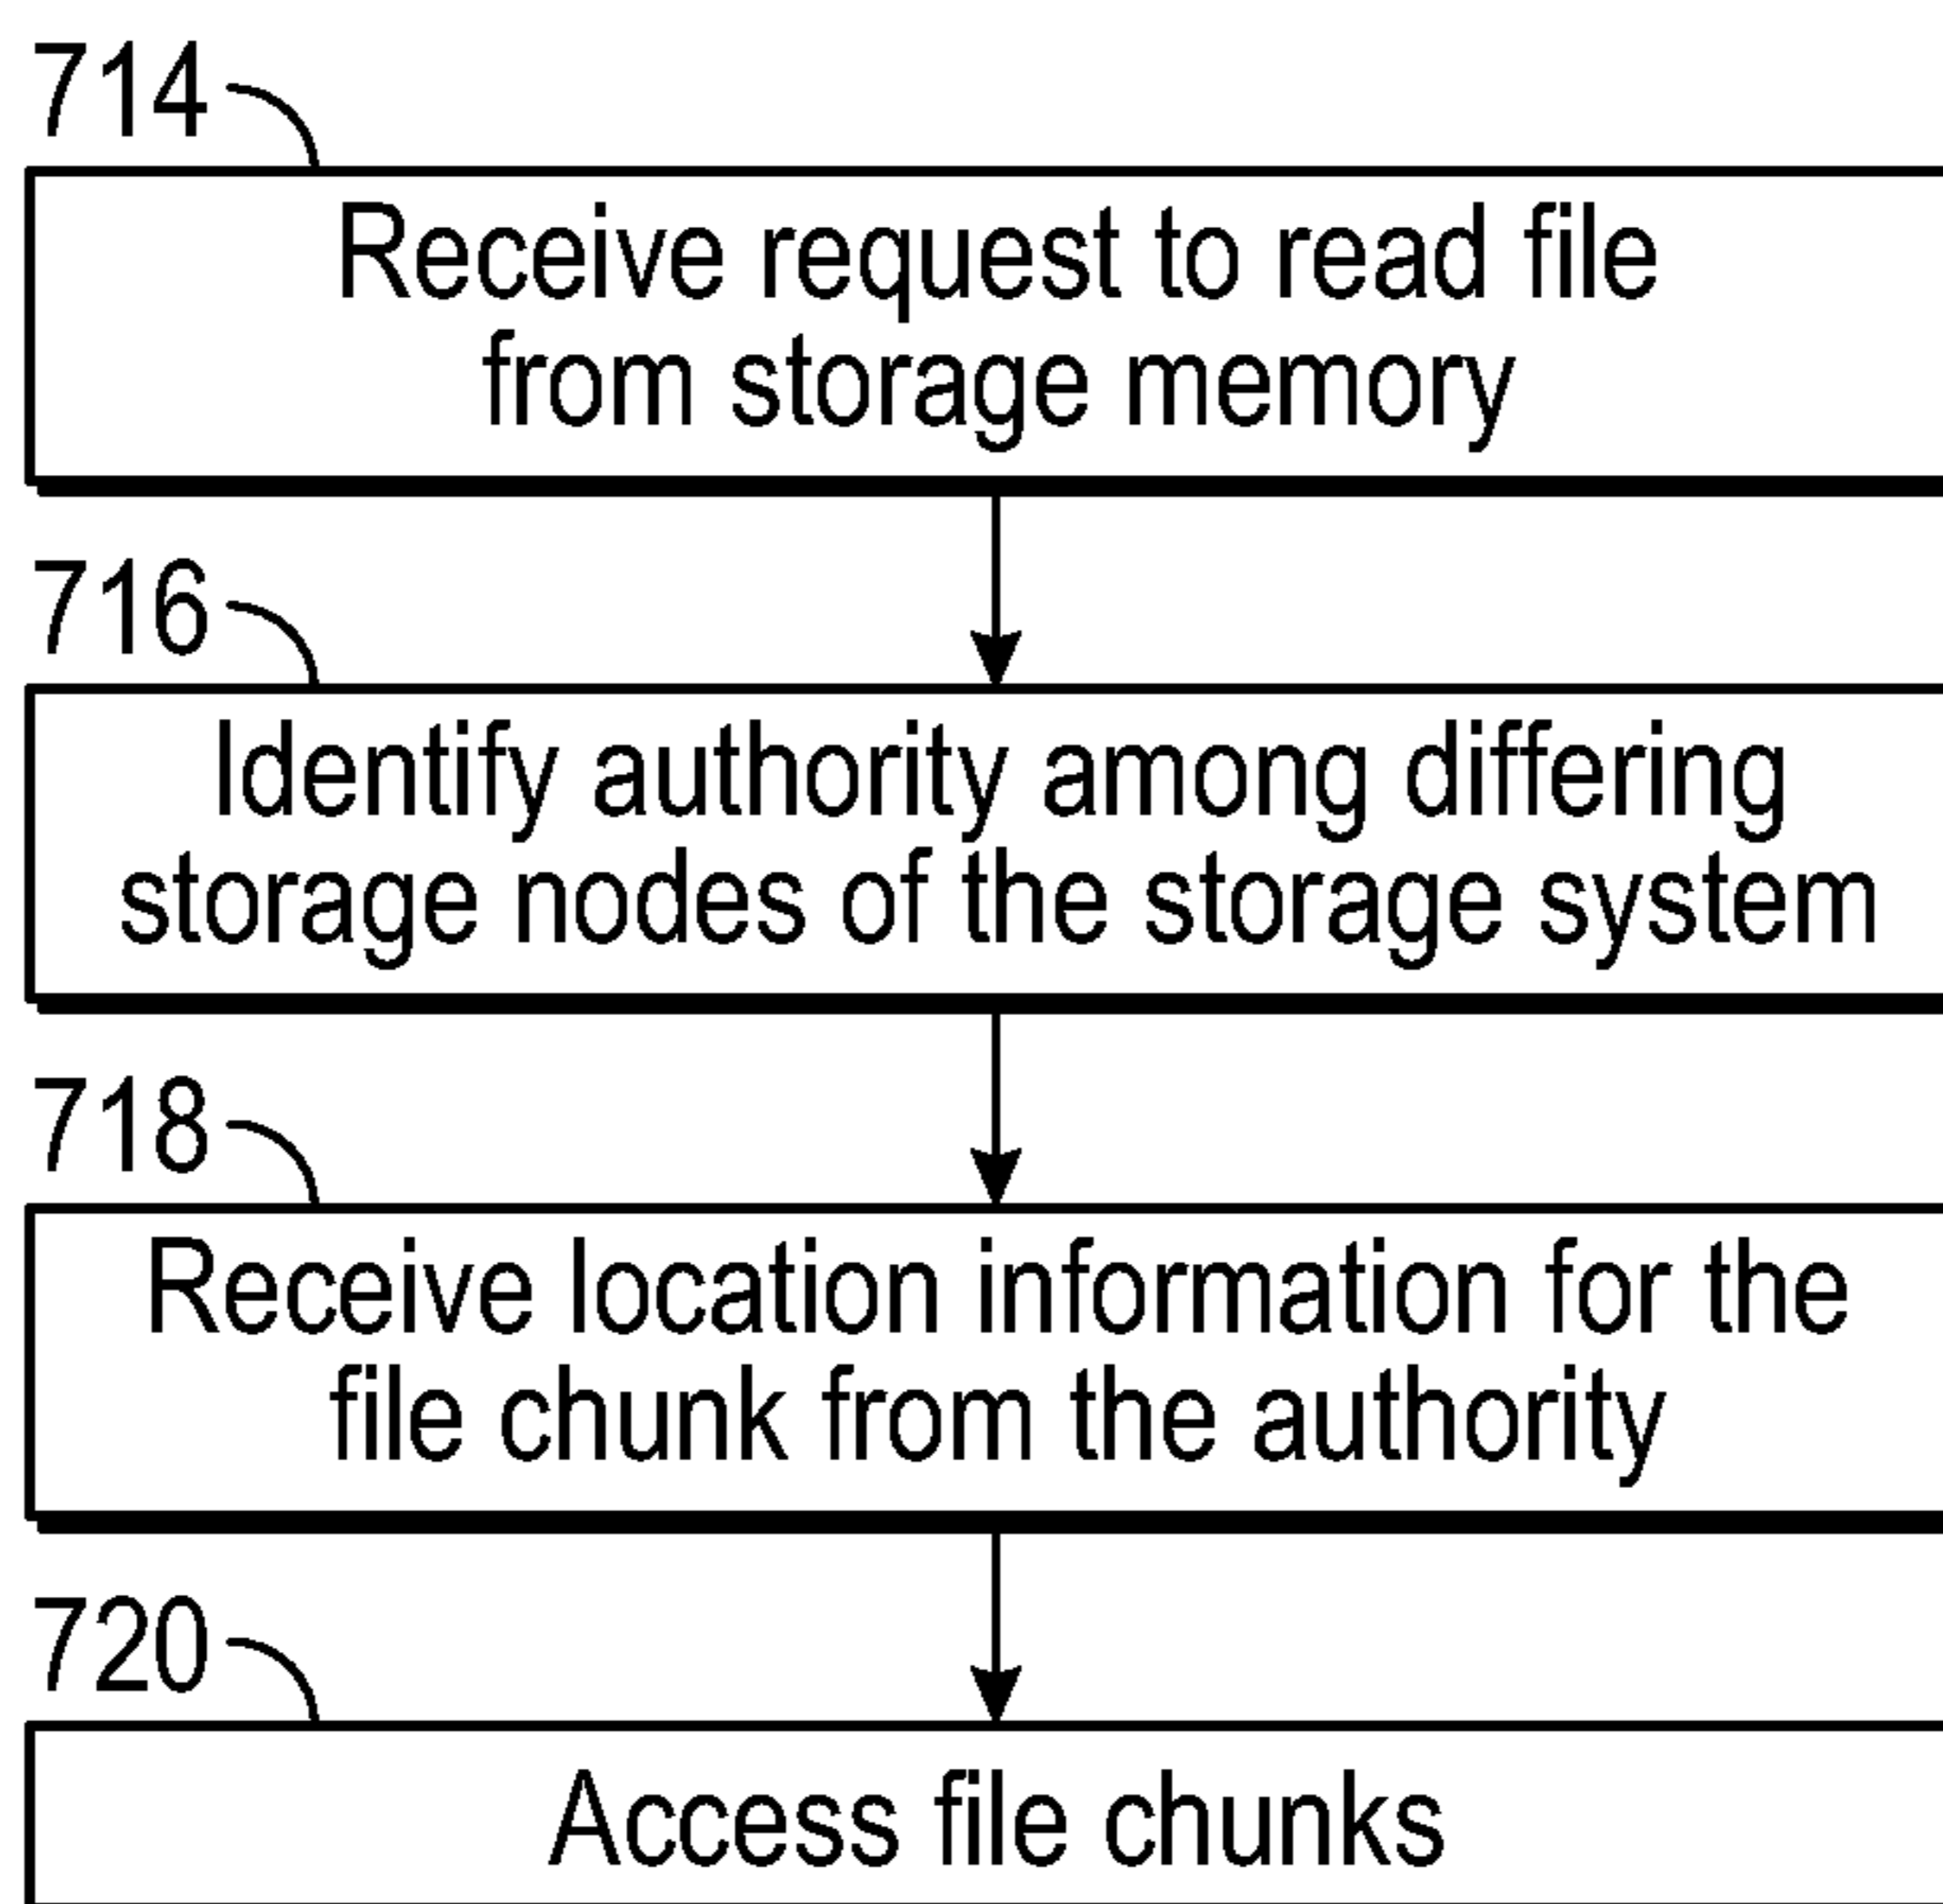 714
Receive request to read file
from storage memory
716
Identify authority among differing
storage nodes of the storage system
718
Receive location information for the
file chunk from the authority
720
Access file chunks